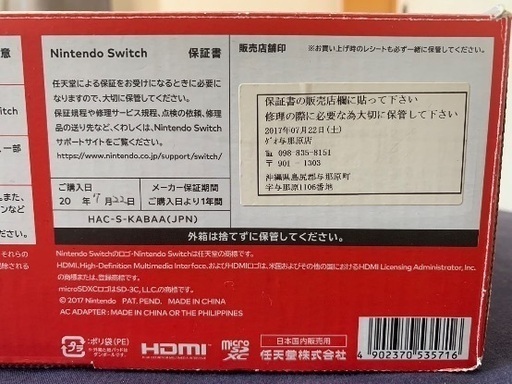 Nintendo Switch 保証書
任天堂による保証をお受けになるときに必要に
なりますので、大切に保管してください。
保証規程や修理サービス規程、点検の依頼、修理
品の送り先など、くわしくは、Nintendo Switch
サポートサイトをご覧ください。
https://www.nintendo.co.jp/support/switch/
ご購入日
20 17 7月22日
メーカー保証期間
ご購入日より1年間
HAC-S-KABAA(JPN)
販売店舗印
※お買い上げ時のレシートも必ず一緒に保管してください。
保証書の販売店欄に貼って下さい
修理の際に必要な為大切に保管して下さい
2017年07月22日(土)
ゲオ与那原店
☎ 098-835-8151
〒 901-1303
沖縄県島尻郡与那原町
字与那原1106番地
外箱は捨てずに保管してください。
Nintendo Switchのロゴ・Nintendo Switchは任天堂の商標です。
HDMI、High-Definition Multimedia Interface、およびHDMIロゴは、米国およびその他の国におけるHDMI Licensing Administrator, Inc.
の商標または、登録商標です。
microSDXCロゴはSD-3C, LLCの商標です。
© 2017 Nintendo PAT. PEND. MADE IN CHINA
AC ADAPTER : MADE IN CHINA OR THE PHILIPPINES
プラ
:ポリ袋(PE)
※外箱と他はパルプモールドです。
HDMI
micro SD XC
日本国内販売用
任天堂株式会社
4 902370 535716